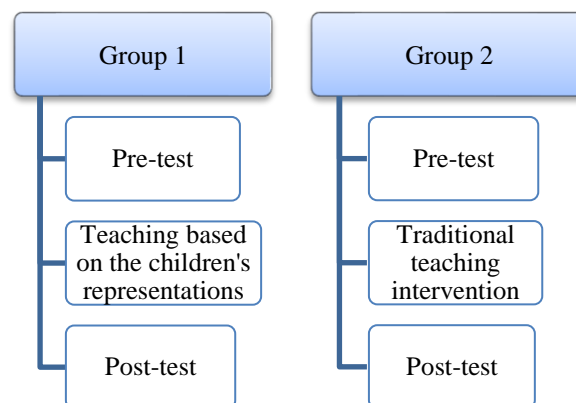 Group 1
Pre-test
Teaching based
on the children's
representations
Post-test
Group 2
Pre-test
Traditional
teaching
intervention
Post-test